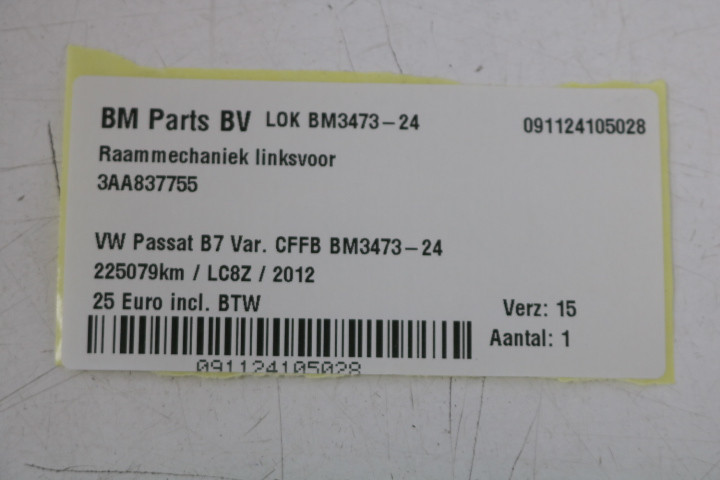 BM Parts BV LOK BM3473-24 091124105028
Raammechaniek linksvoor
3AA837755
VW Passat B7 Var. CFFB BM3473-24
225079km / LC8Z / 2012
25 Euro incl. BTW Verz: 15
Aantal: 1
091124105028